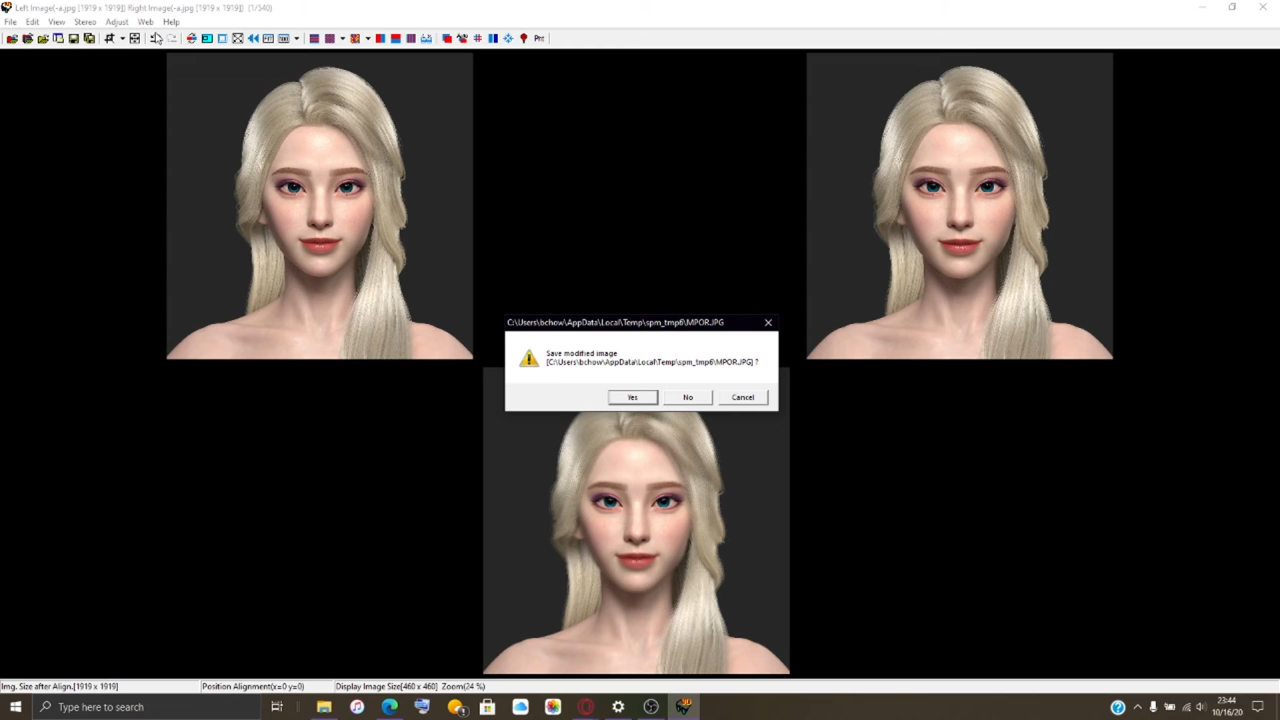 Left Image(-a.jpg [1919 x 1919]) Right Image(-a.jpg [1919 x 1919]) (1/540)
File Edit View Stereo Adjust Web Help
Pre
C:\Users\bchow\AppData\Local\Temp\spm_tmp6\MPOR.JPG
Save modified image
[C:\Users\bchow\AppData\Local\Temp\spm_tmp6\MPOR.JPG] ?
Yes No Cancel
Img. Size after Align.[1919 x 1919] Position Alignment(x=0 y=0) Display Image Size[460 x 460] Zoom(24 %)
Type here to search
23:44
10/16/20